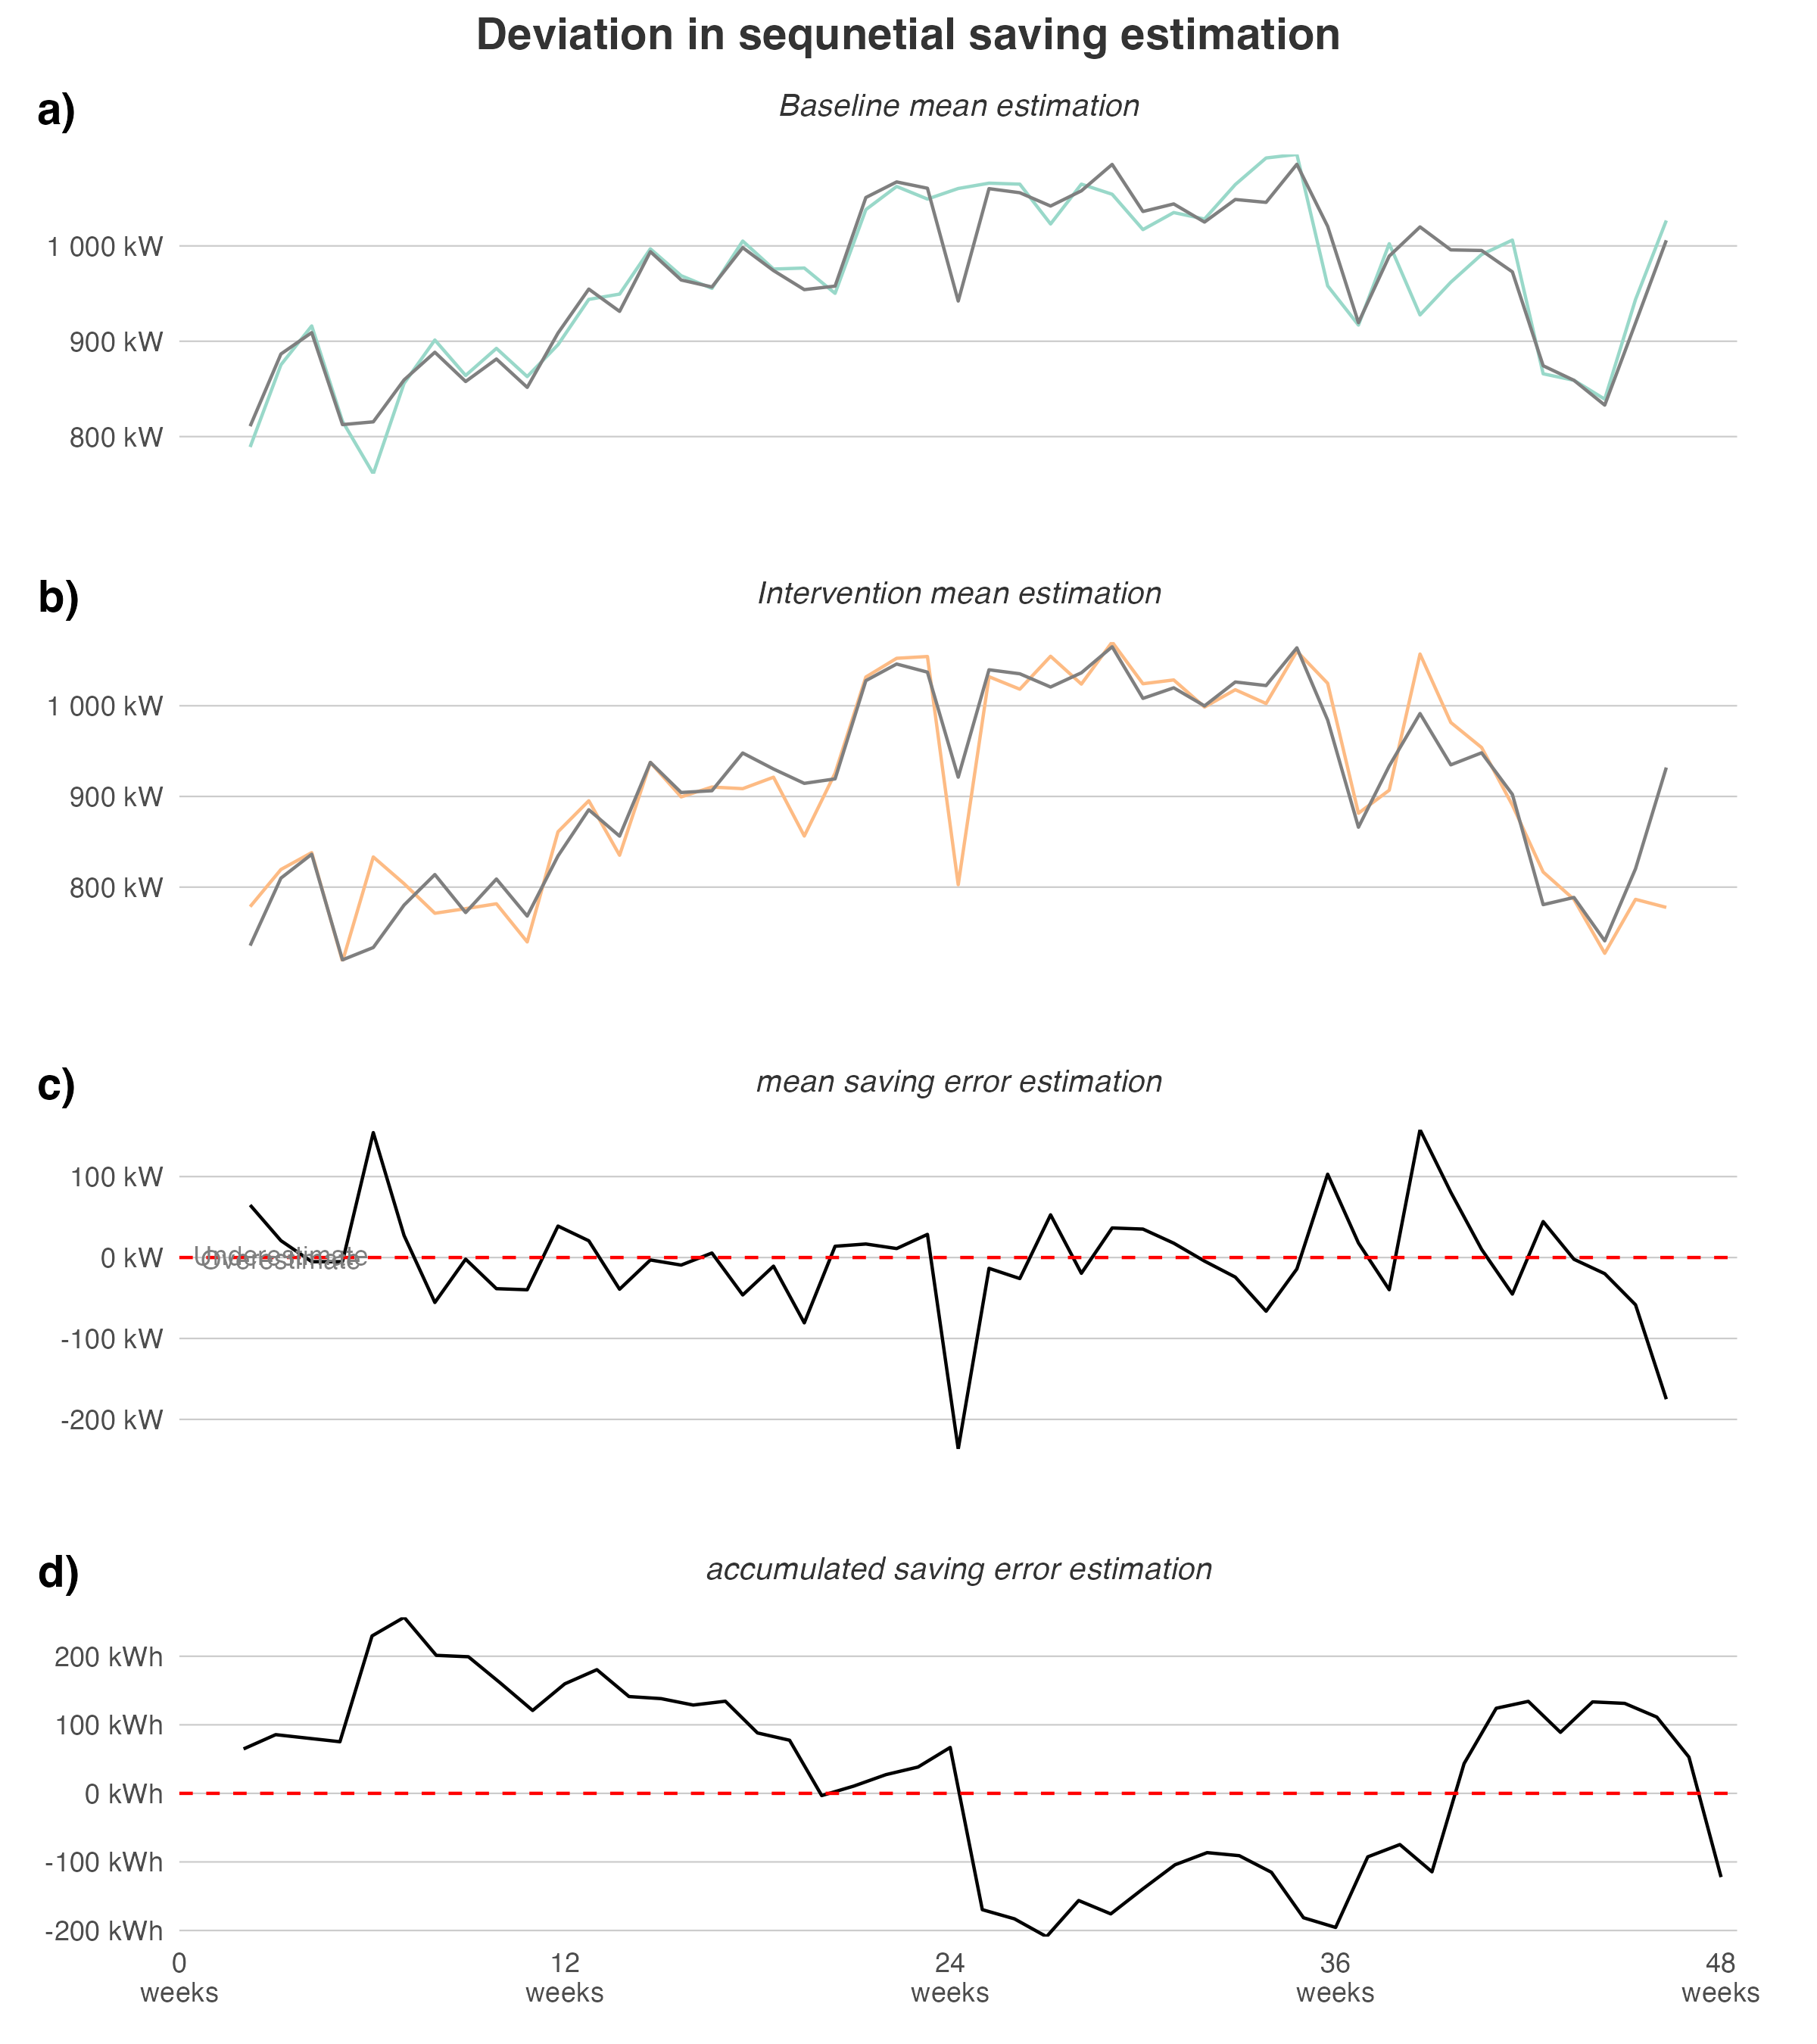 Deviation in sequnetial saving estimation
a)
Baseline mean estimation
1 000 kW
900 kW
800 kW
b)
Intervention mean estimation
1 000 kW
900 kW
800 kW
c)
mean saving error estimation
100 kW
0 kW
-100 kW
-200 kW
Underestimate
Overestimate
d)
accumulated saving error estimation
200 kWh
100 kWh
0 kWh
-100 kWh
-200 kWh
0 12 24 36 48
weeks weeks weeks weeks weeks